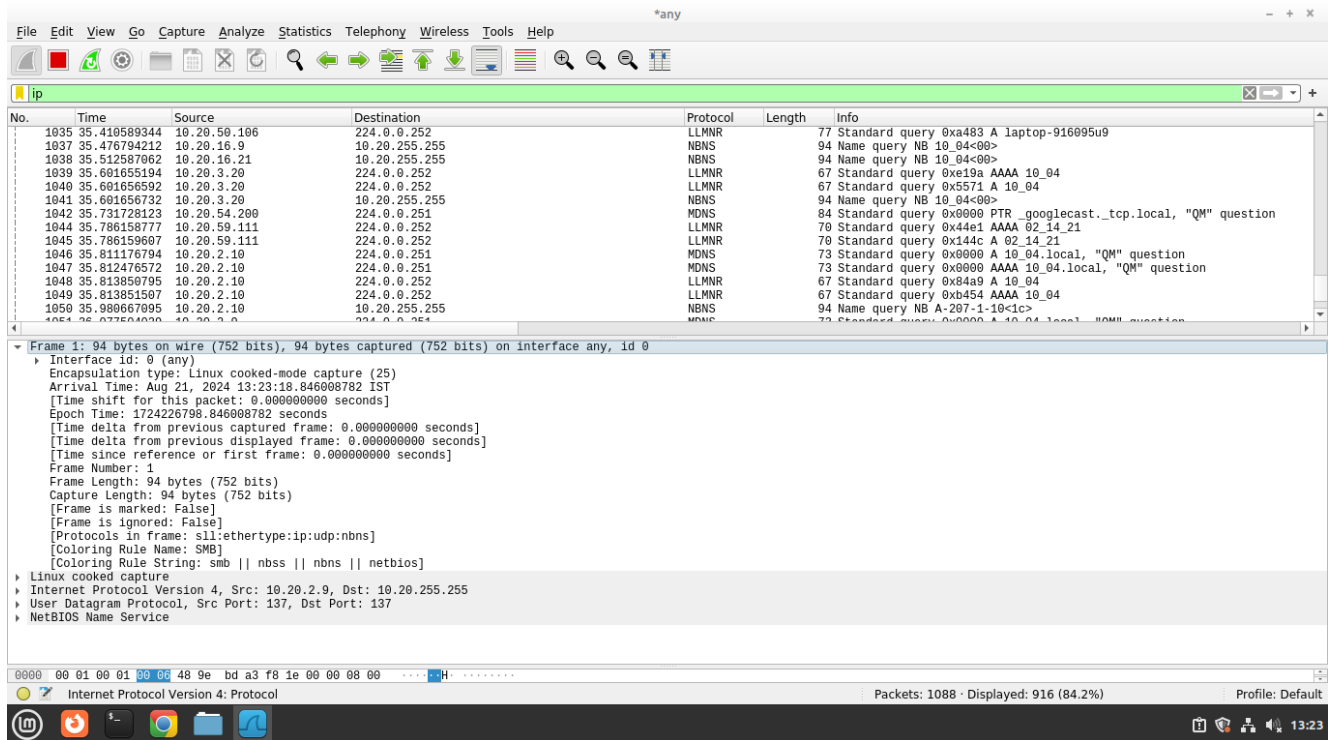 *any
File Edit View Go Capture Analyze Statistics Telephony Wireless Tools Help
ip
No. Time Source Destination Protocol Length Info
1035 35.410589344 10.20.50.106 224.0.0.252 LLMNR 77 Standard query 0xa483 A laptop-916095u9
1037 35.476794212 10.20.16.9 10.20.255.255 NBNS 94 Name query NB 10_04<00>
1038 35.512587062 10.20.16.21 10.20.255.255 NBNS 94 Name query NB 10_04<00>
1039 35.601655194 10.20.3.20 224.0.0.252 LLMNR 67 Standard query 0xe19a AAAA 10_04
1040 35.601656592 10.20.3.20 224.0.0.252 LLMNR 67 Standard query 0x5571 A 10_04
1041 35.601656732 10.20.3.20 10.20.255.255 NBNS 94 Name query NB 10_04<00>
1042 35.731728123 10.20.54.200 224.0.0.251 MDNS 84 Standard query 0x0000 PTR _googlecast._tcp.local, "QM" question
1044 35.786158777 10.20.59.111 224.0.0.252 LLMNR 70 Standard query 0x44e1 AAAA 02_14_21
1045 35.786159607 10.20.59.111 224.0.0.252 LLMNR 70 Standard query 0x144c A 02_14_21
1046 35.811176794 10.20.2.10 224.0.0.251 MDNS 73 Standard query 0x0000 A 10_04.local, "QM" question
1047 35.812476572 10.20.2.10 224.0.0.251 MDNS 73 Standard query 0x0000 AAAA 10_04.local, "QM" question
1048 35.813850795 10.20.2.10 224.0.0.252 LLMNR 67 Standard query 0x84a9 A 10_04
1049 35.813851507 10.20.2.10 224.0.0.252 LLMNR 67 Standard query 0xb454 AAAA 10_04
1050 35.980667095 10.20.2.10 10.20.255.255 NBNS 94 Name query NB A-207-1-10<1c>
Frame 1: 94 bytes on wire (752 bits), 94 bytes captured (752 bits) on interface any, id 0
Interface id: 0 (any)
Encapsulation type: Linux cooked-mode capture (25)
Arrival Time: Aug 21, 2024 13:23:18.846008782 IST
[Time shift for this packet: 0.000000000 seconds]
Epoch Time: 1724226798.846008782 seconds
[Time delta from previous captured frame: 0.000000000 seconds]
[Time delta from previous displayed frame: 0.000000000 seconds]
[Time since reference or first frame: 0.000000000 seconds]
Frame Number: 1
Frame Length: 94 bytes (752 bits)
Capture Length: 94 bytes (752 bits)
[Frame is marked: False]
[Frame is ignored: False]
[Protocols in frame: sll:ethertype:ip:udp:nbns]
[Coloring Rule Name: SMB]
[Coloring Rule String: smb || nbss || nbns || netbios]
Linux cooked capture
Internet Protocol Version 4, Src: 10.20.2.9, Dst: 10.20.255.255
User Datagram Protocol, Src Port: 137, Dst Port: 137
NetBIOS Name Service
0000 00 01 00 01 00 06 48 9e bd a3 f8 1e 00 00 08 00 ······H· ········
Internet Protocol Version 4: Protocol Packets: 1088 · Displayed: 916 (84.2%) Profile: Default
13:23